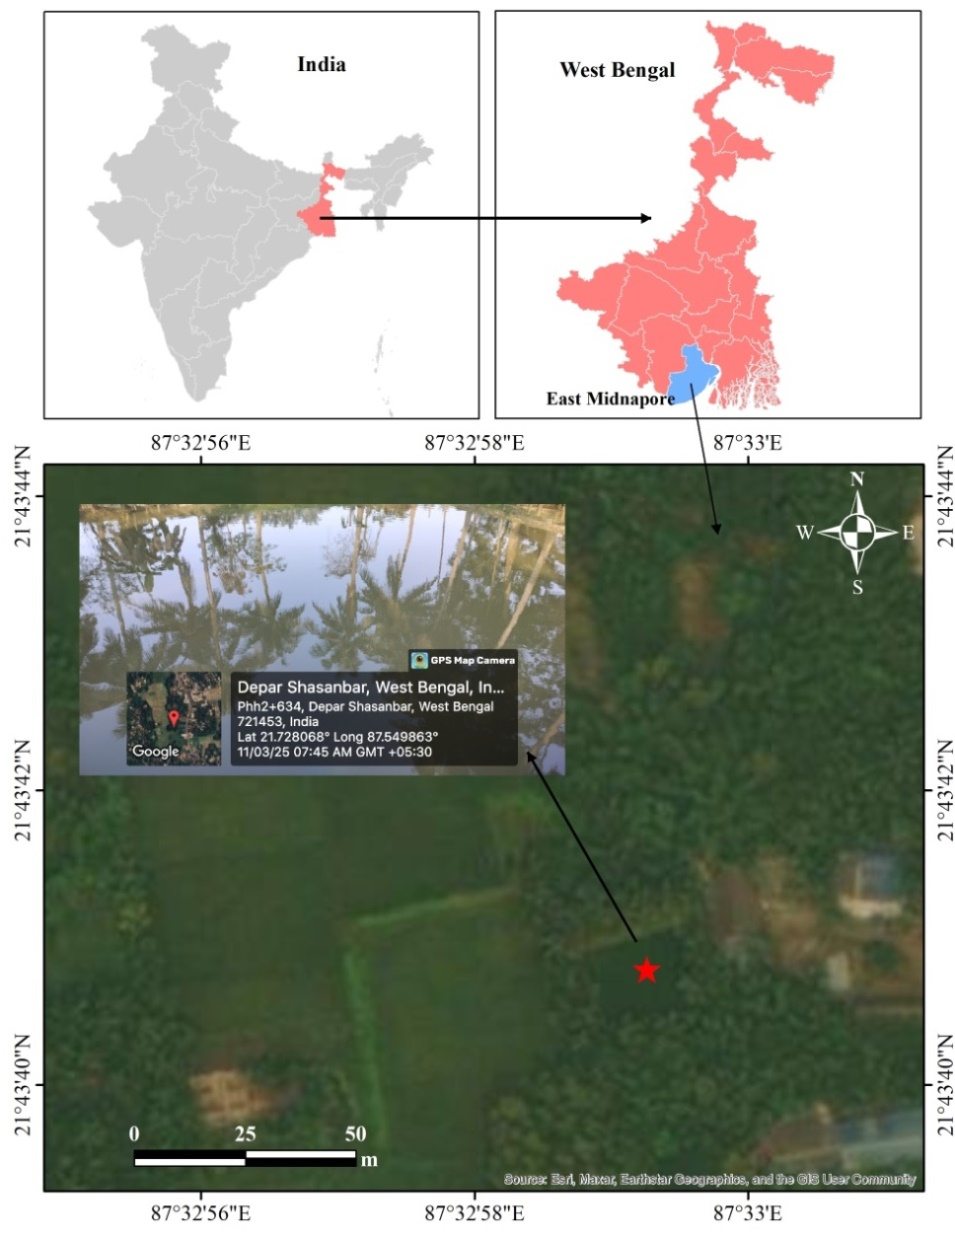 India
West Bengal
East Midnapore
87°32'56"E
87°32'58"E
87°33'E
21°43'44"N
21°43'44"N
N
W
E
S
GPS Map Camera
Depar Shasanbar, West Bengal, In...
Phh2+634, Depar Shasanbar, West Bengal
721453, India
Lat 21.728068° Long 87.549863°
11/03/25 07:45 AM GMT +05:30
Google
21°43'42"N
21°43'42"N
21°43'40"N
21°43'40"N
0 25 50
m
Source: Esri, Maxar, Earthstar Geographics, and the GIS User Community
87°32'56"E
87°32'58"E
87°33'E